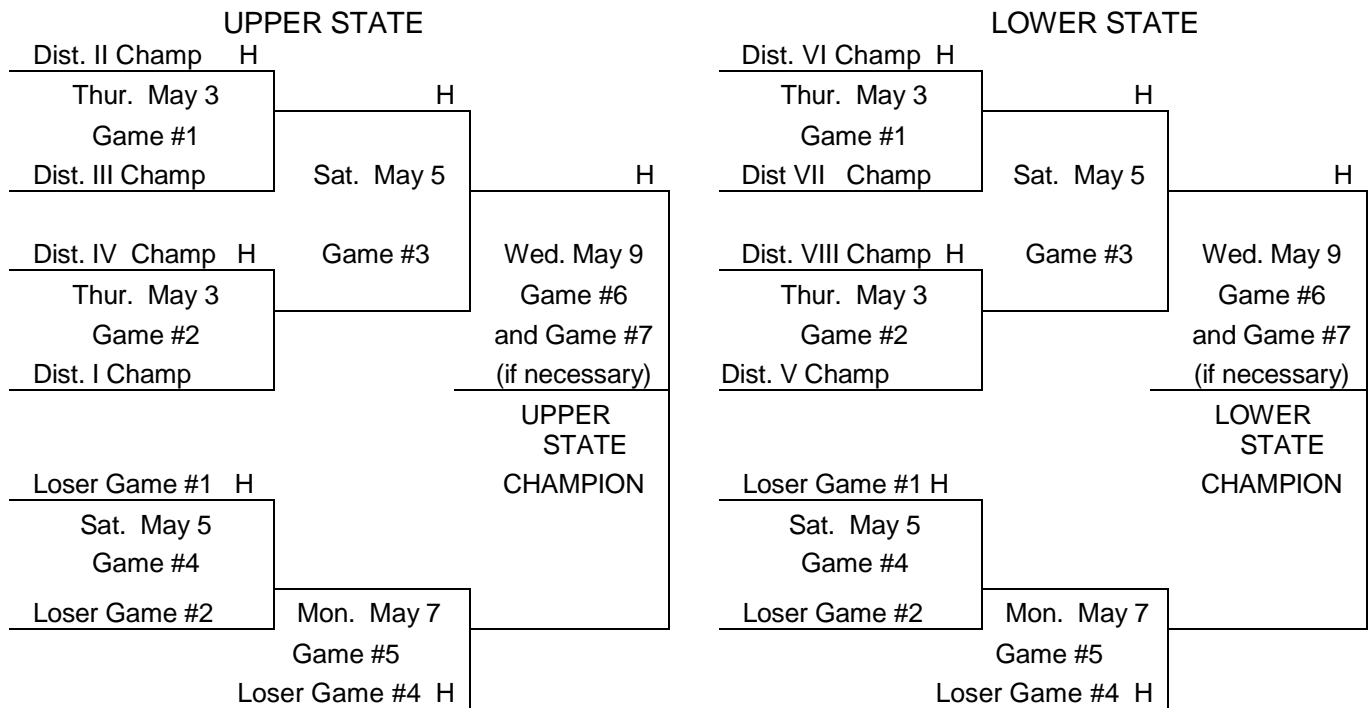 UPPER STATE
Dist. II Champ H
Thur. May 3
H
Game #1
Dist. III Champ
Sat. May 5
H
Dist. IV Champ H
Game #3
Wed. May 9
Thur. May 3
Game #6
Game #2
and Game #7
Dist. I Champ
(if necessary)
UPPER
STATE
Loser Game #1 H
CHAMPION
Sat. May 5
Game #4
Loser Game #2
Mon. May 7
Game #5
Loser Game #4 H
LOWER STATE
Dist. VI Champ H
Thur. May 3
H
Game #1
Dist VII Champ
Sat. May 5
H
Dist. VIII Champ H
Game #3
Wed. May 9
Thur. May 3
Game #6
Game #2
and Game #7
Dist. V Champ
(if necessary)
LOWER
STATE
Loser Game #1 H
CHAMPION
Sat. May 5
Game #4
Loser Game #2
Mon. May 7
Game #5
Loser Game #4 H